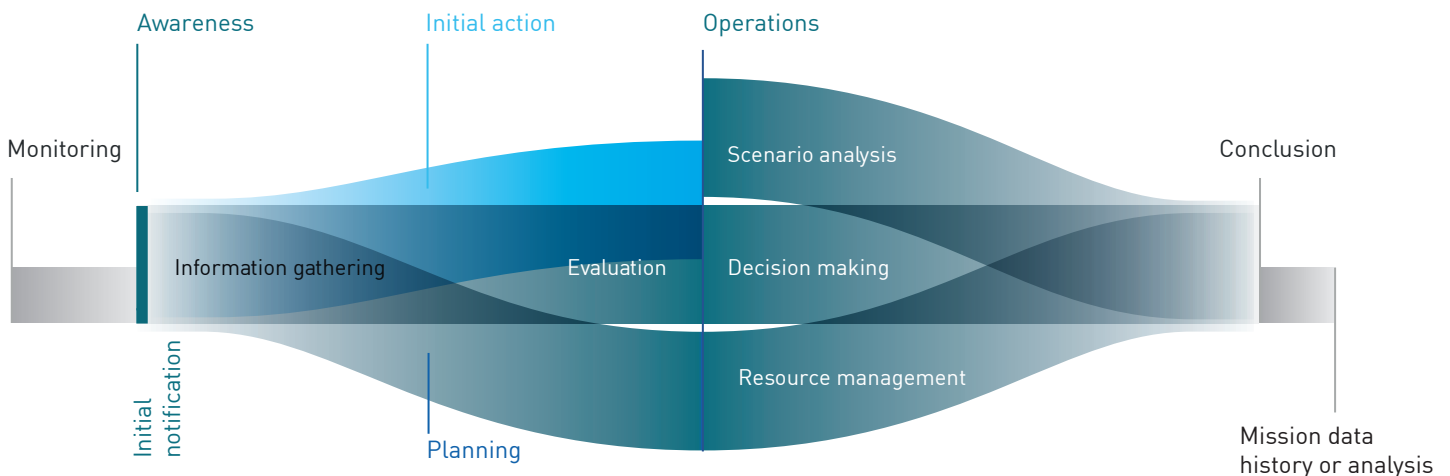 Awareness
Initial action
Operations
Monitoring
Scenario analysis
Conclusion
Information gathering
Evaluation
Decision making
Resource management
Initial
notification
Planning
Mission data
history or analysis